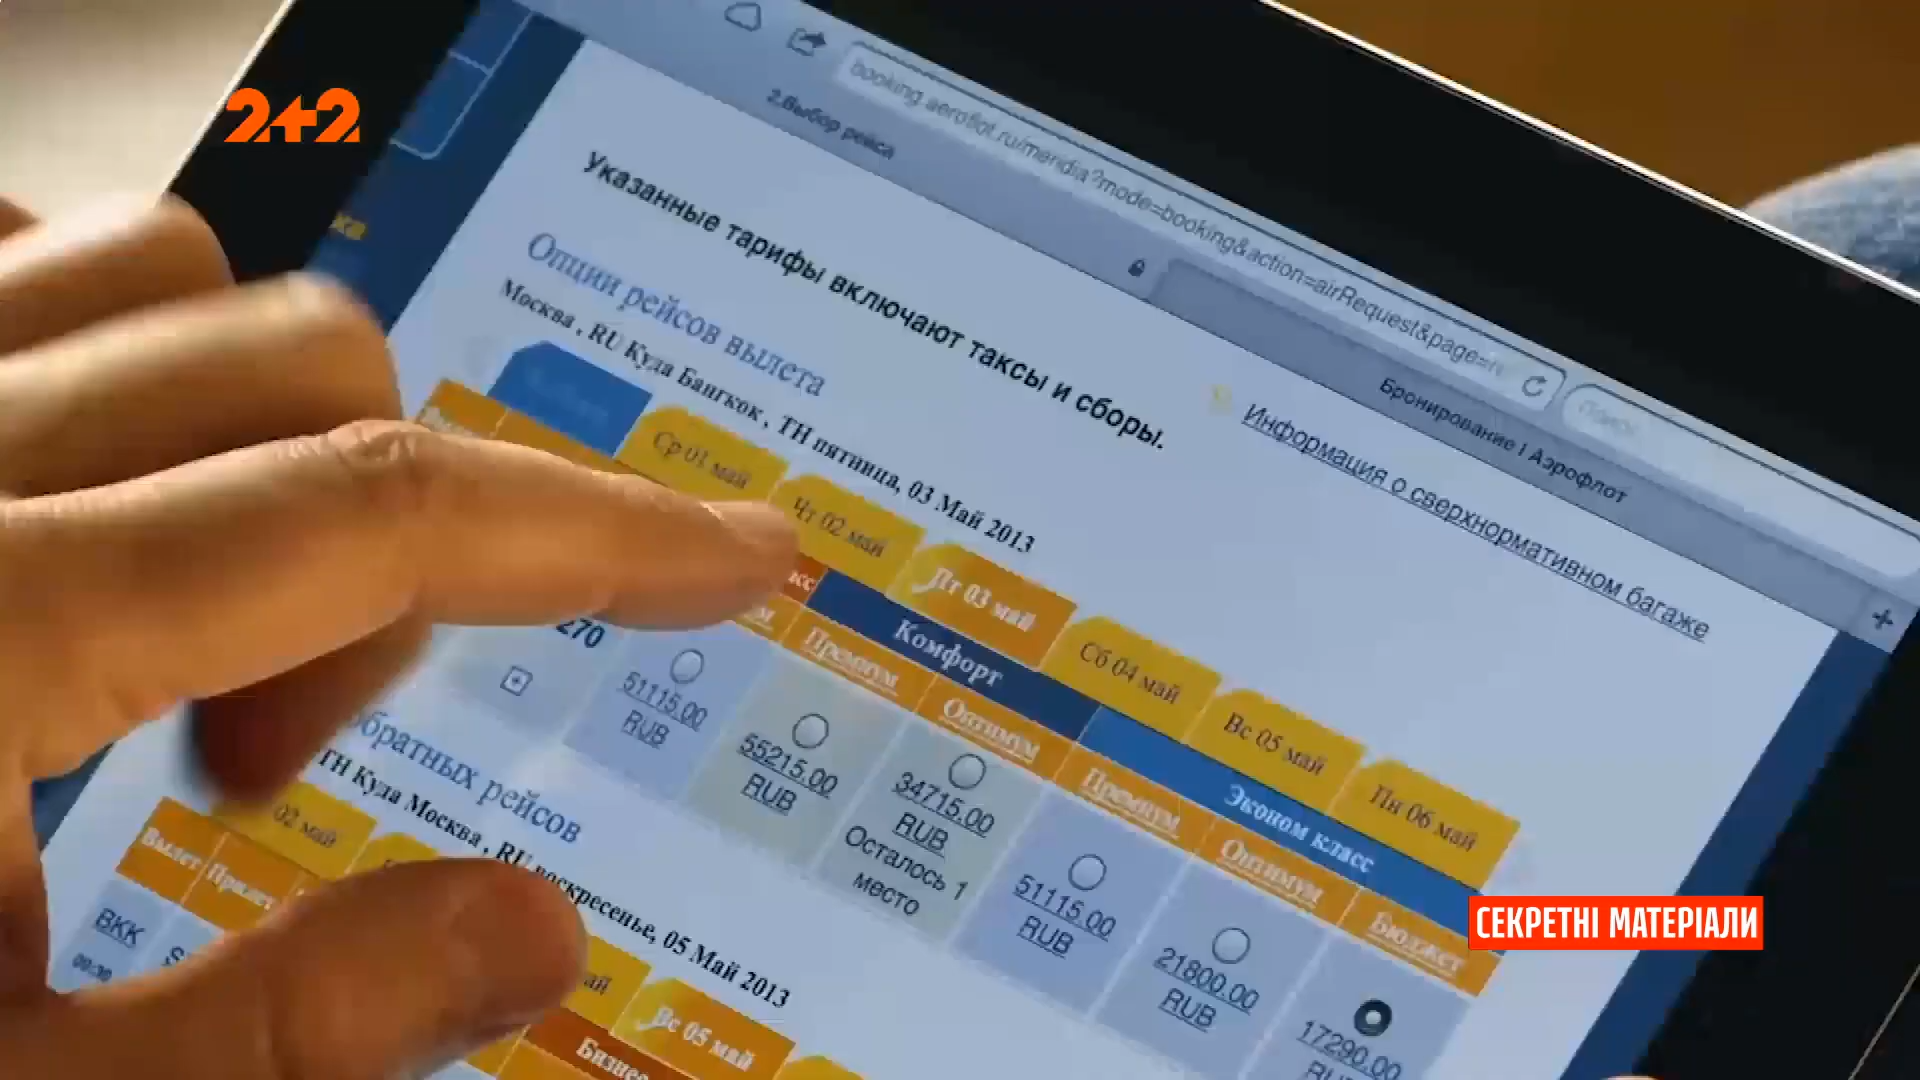 2+2
booking.aeroflot.ru/meridia?mode=booking&action=airRequest&page=
2.Выбор рейса
Бронирование | Аэрофлот
Указанные тарифы включают таксы и сборы.
Информация о сверхнормативном багаже
Опции рейсов вылета
Москва , RU Куда Бангкок , TH пятница, 03 Май 2013
Ср 01 май
Чт 02 май
Пт 03 май
Сб 04 май
Вс 05 май
Пн 06 май
Комфорт
Эконом класс
Премиум
Оптимум
Премиум
Оптимум
Бюджет
270
51115.00
RUB
55215.00
RUB
34715.00
RUB
Осталось 1
место
51115.00
RUB
21800.00
RUB
17290.00
братных рейсов
TH Куда Москва , RU воскресенье, 05 Май 2013
02 май
Вс 05 май
Вылет
Прилет
BKK
Бизнес
СЕКРЕТНІ МАТЕРІАЛИ